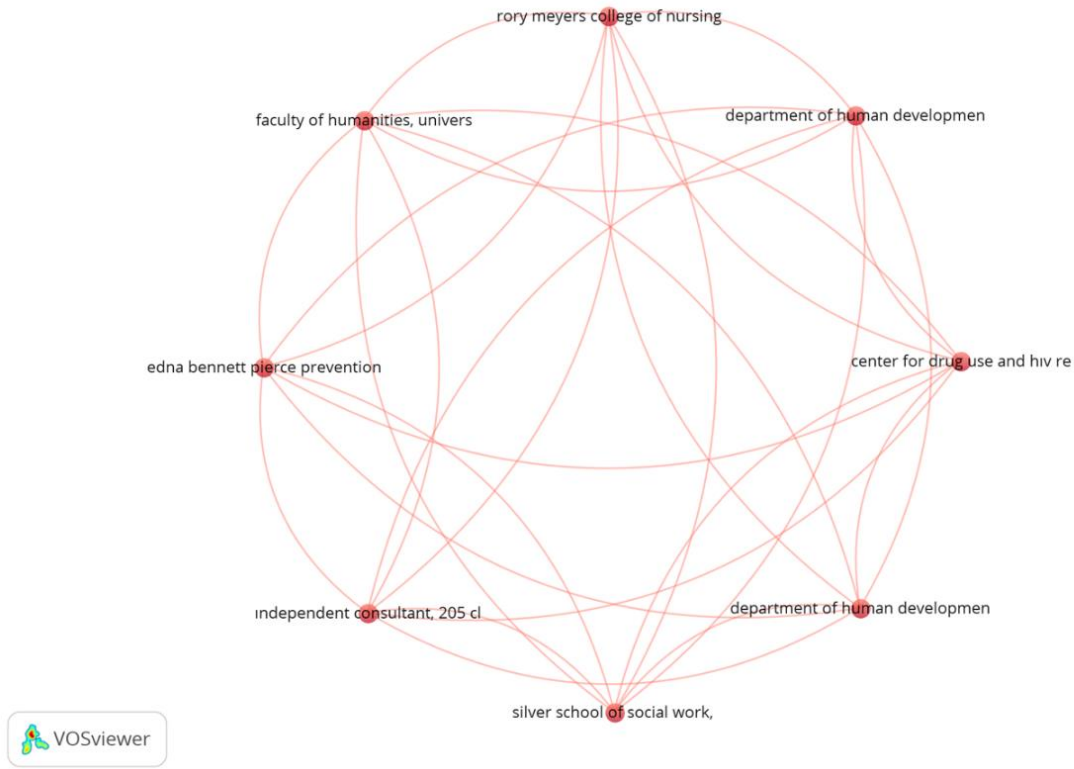 rory meyers college of nursing
faculty of humanities, univers
department of human developmen
edna bennett pierce prevention
center for drug use and hıv re
ındependent consultant, 205 cl
department of human developmen
silver school of social work,
VOSviewer